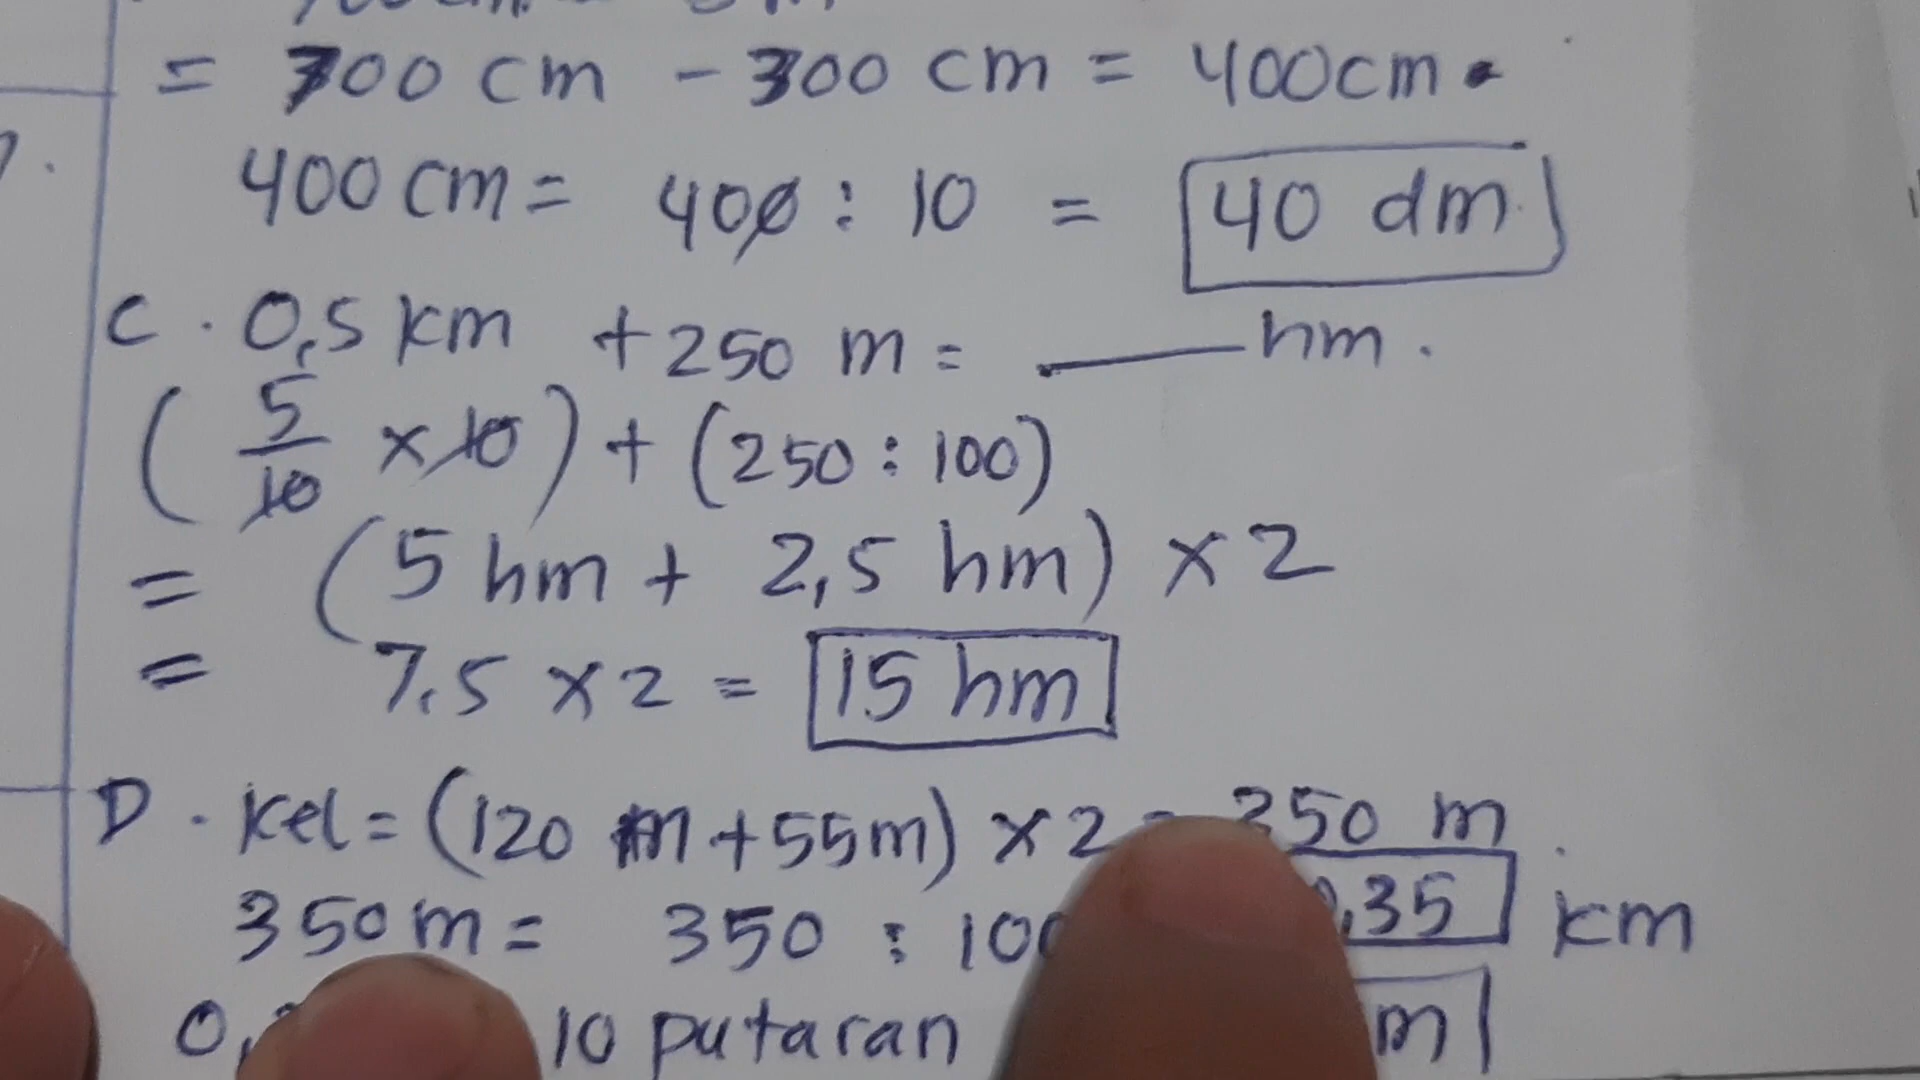 = 700 cm - 300 cm = 400cm.
400 cm = 400 : 10 = 40 dm
C. 0,5 km + 250 m = ___ hm.
(5/10 x 10) + (250 : 100)
= (5 hm + 2,5 hm) x 2
= 7,5 x 2 = 15 hm
D. Kel = (120 m + 55m) x 2 = 350 m
350 m = 350 : 35 km
10 putaran m